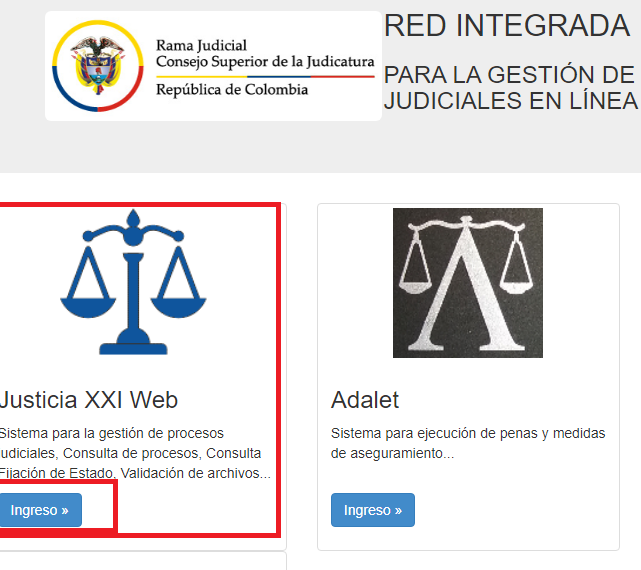 Rama Judicial
Consejo Superior de la Judicatura
República de Colombia
RED INTEGRADA
PARA LA GESTIÓN DE
JUDICIALES EN LÍNEA
Justicia XXI Web
Sistema para la gestión de procesos
judiciales, Consulta de procesos, Consulta
Fijación de Estado, Validación de archivos...
Ingreso »
Adalet
Sistema para ejecución de penas y medidas
de aseguramiento...
Ingreso »